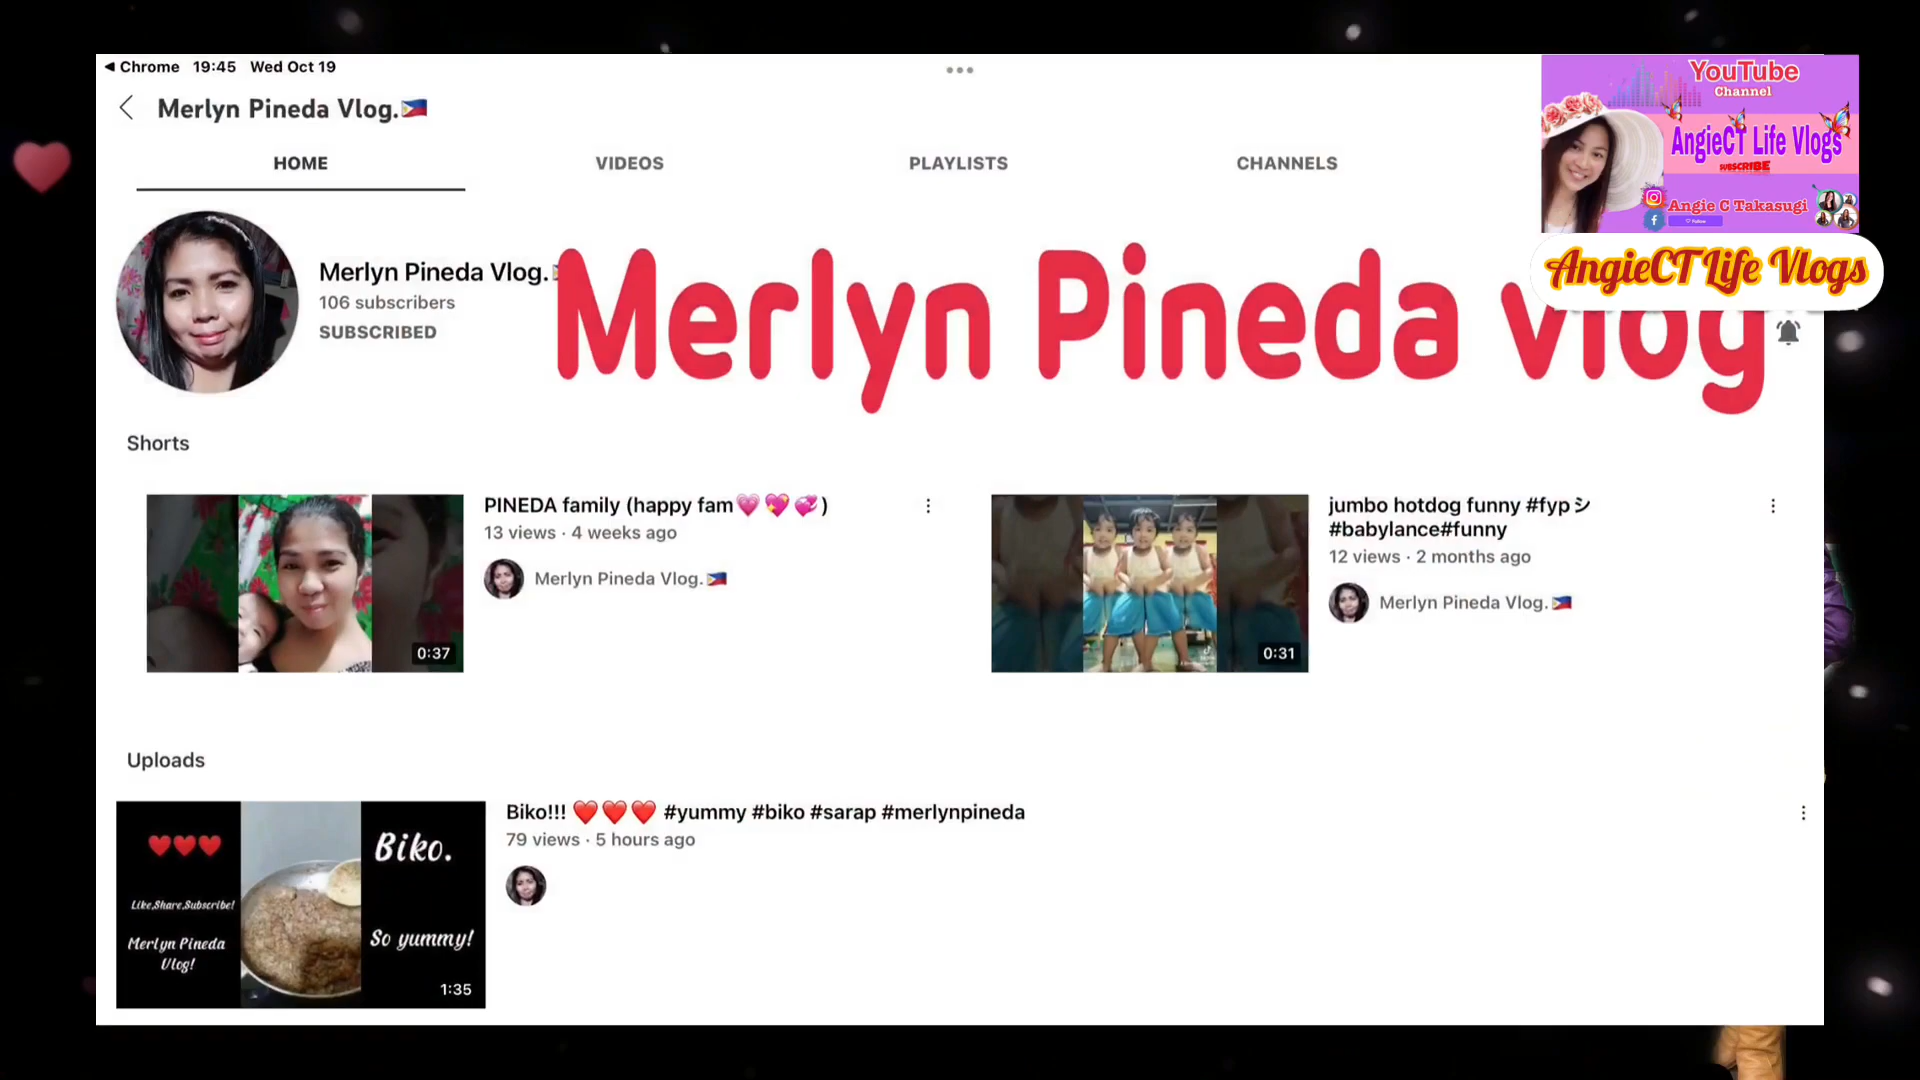 Chrome 19:45 Wed Oct 19
Merlyn Pineda Vlog.🇵🇭
HOME VIDEOS PLAYLISTS CHANNELS
YouTube
Channel
AngieCT Life Vlogs
SUBSCRIBE
Angie C Takasugi
Follow
AngieCT Life Vlogs
Merlyn Pineda Vlog.
106 subscribers
SUBSCRIBED
Merlyn Pineda vlog
Shorts
PINEDA family (happy fam💗💖💞)
13 views · 4 weeks ago
Merlyn Pineda Vlog.🇵🇭
0:37
jumbo hotdog funny #fypシ
#babylance#funny
12 views · 2 months ago
Merlyn Pineda Vlog.🇵🇭
0:31
Uploads
Biko!!! ❤️❤️❤️ #yummy #biko #sarap #merlynpineda
79 views · 5 hours ago
Biko.
Like,Share,Subscribe!
Merlyn Pineda
Vlog!
So yummy!
1:35